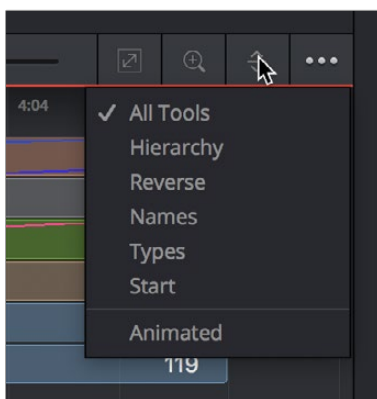 4:04
All Tools
Hierarchy
Reverse
Names
Types
Start
Animated
119